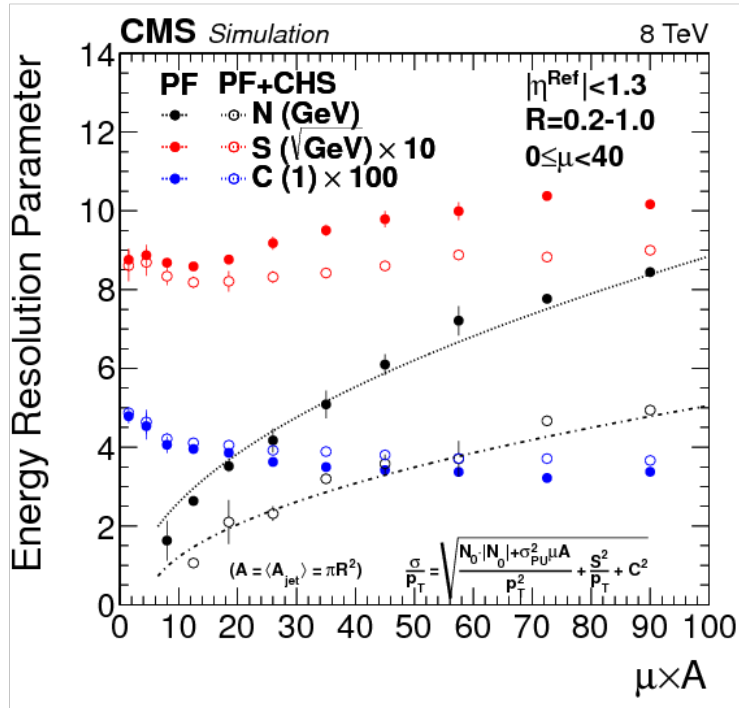 CMS Simulation 8 TeV
Energy Resolution Parameter
14
12
10
8
6
4
2
0
PF PF+CHS
N (GeV)
S (√GeV) × 10
C (1) × 100
|η^Ref|<1.3
R=0.2-1.0
0≤μ<40
(A = ⟨A_jet⟩ = πR²)
σ/p_T = √(N_0·|N_0|+σ²_PU μA / p_T² + S²/p_T + C²)
0 10 20 30 40 50 60 70 80 90 100
μ×A